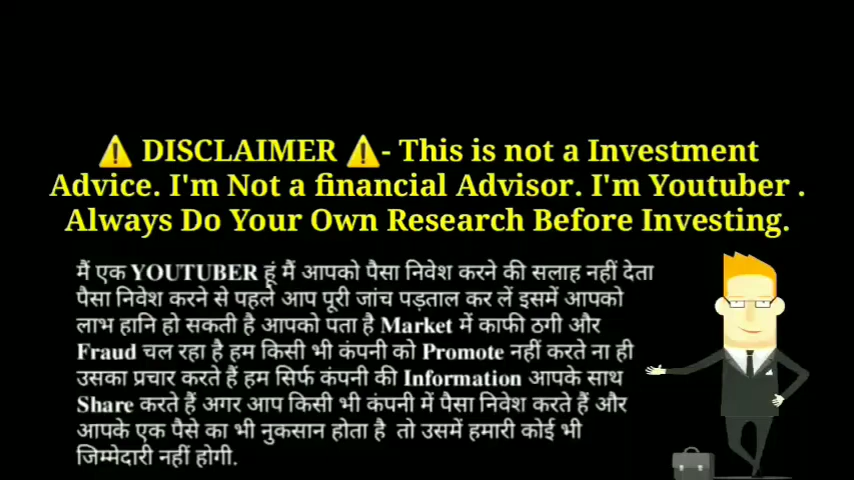 ⚠️ DISCLAIMER ⚠️- This is not a Investment
Advice. I'm Not a financial Advisor. I'm Youtuber .
Always Do Your Own Research Before Investing.
मैं एक YOUTUBER हूं मैं आपको पैसा निवेश करने की सलाह नहीं देता
पैसा निवेश करने से पहले आप पूरी जांच पड़ताल कर लें इसमें आपको
लाभ हानि हो सकती है आपको पता है Market में काफी ठगी और
Fraud चल रहा है हम किसी भी कंपनी को Promote नहीं करते ना ही
उसका प्रचार करते हैं हम सिर्फ कंपनी की Information आपके साथ
Share करते हैं अगर आप किसी भी कंपनी में पैसा निवेश करते हैं और
आपके एक पैसे का भी नुकसान होता है तो उसमें हमारी कोई भी
जिम्मेदारी नहीं होगी.